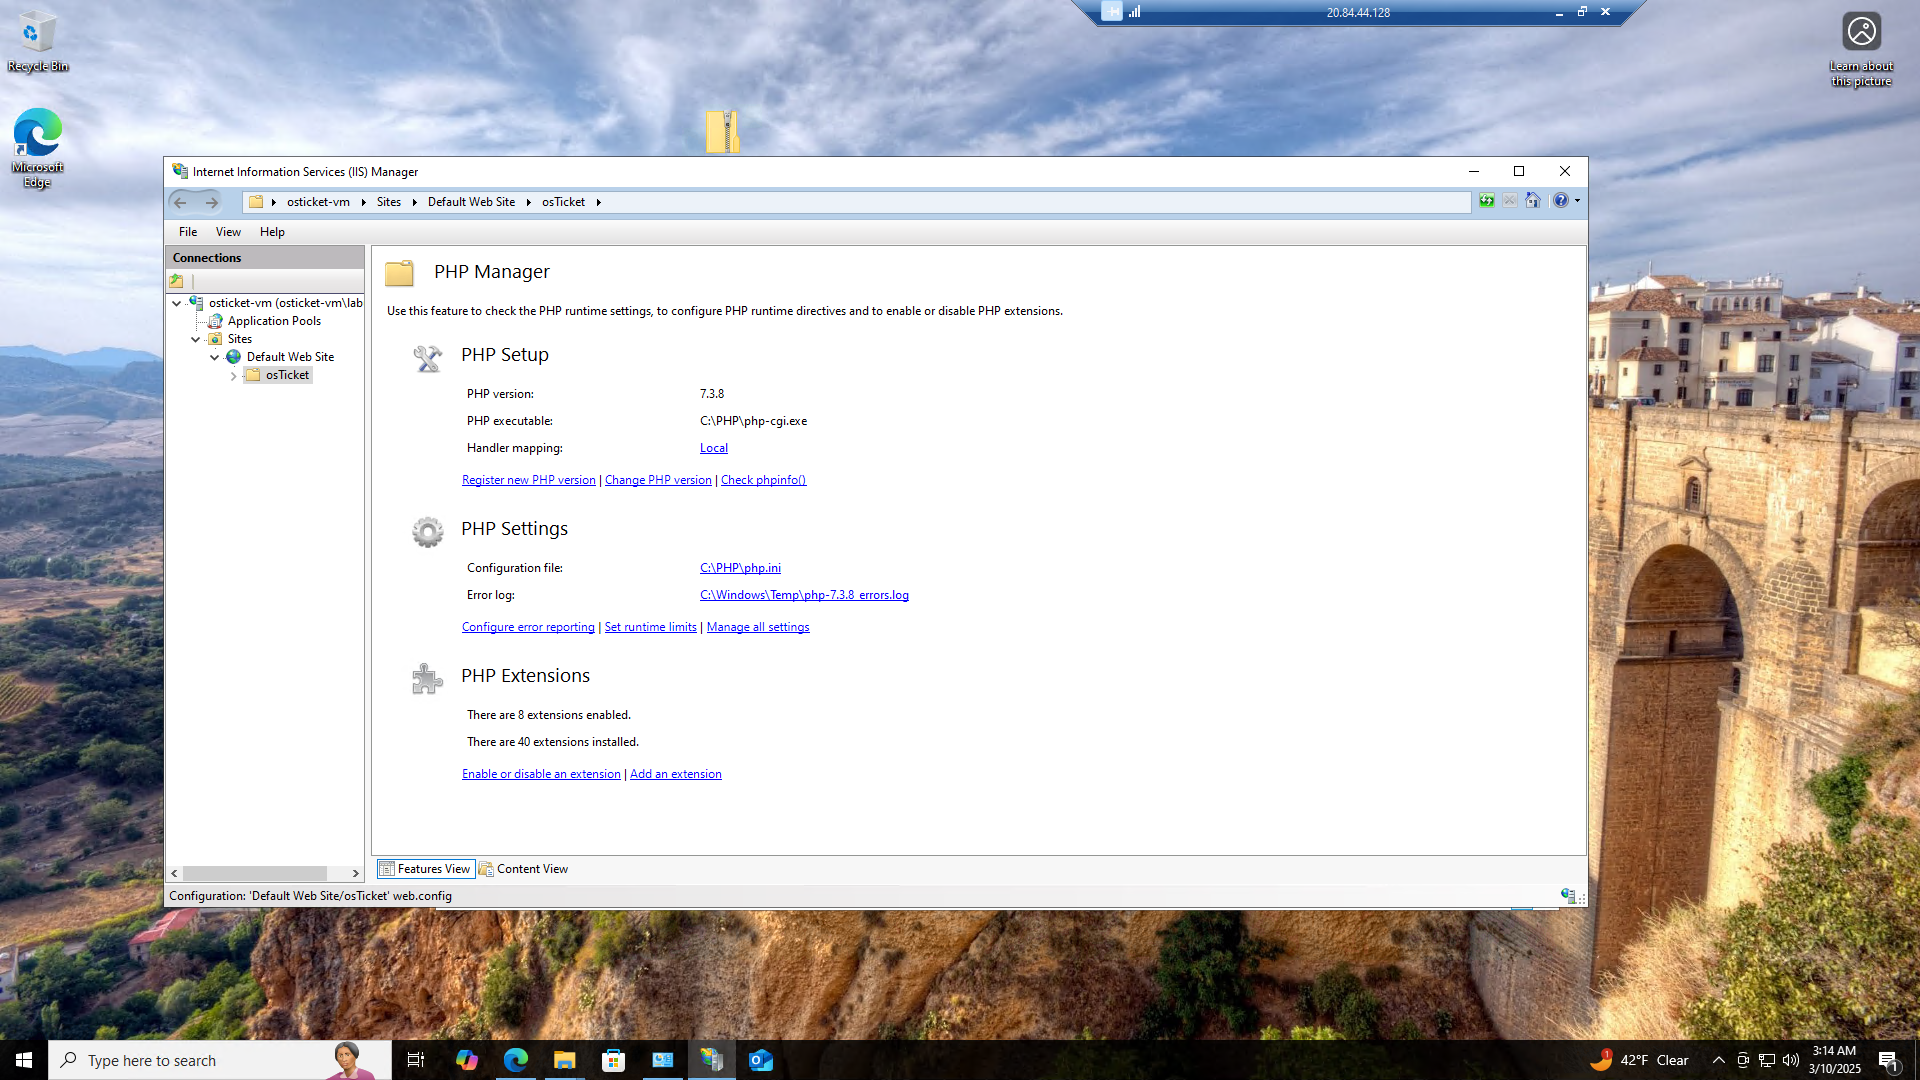 Recycle Bin
Microsoft
Edge
20.84.44.128
Learn about
this picture
Internet Information Services (IIS) Manager
osticket-vm
Sites
Default Web Site
osTicket
File View Help
Connections
osticket-vm (osticket-vm\lab
Application Pools
Sites
Default Web Site
osTicket
PHP Manager
Use this feature to check the PHP runtime settings, to configure PHP runtime directives and to enable or disable PHP extensions.
PHP Setup
PHP version: 7.3.8
PHP executable: C:\PHP\php-cgi.exe
Handler mapping: Local
Register new PHP version | Change PHP version | Check phpinfo()
PHP Settings
Configuration file: C:\PHP\php.ini
Error log: C:\Windows\Temp\php-7.3.8_errors.log
Configure error reporting | Set runtime limits | Manage all settings
PHP Extensions
There are 8 extensions enabled.
There are 40 extensions installed.
Enable or disable an extension | Add an extension
Features View Content View
Configuration: 'Default Web Site/osTicket' web.config
Type here to search
1
42°F Clear
3:14 AM
3/10/2025
1